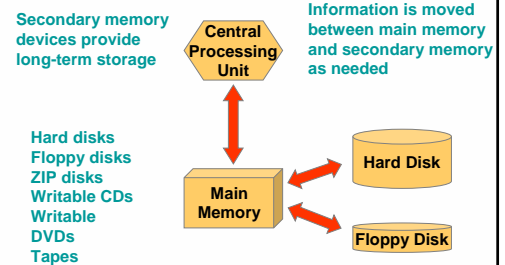 Secondary memory
devices provide
long-term storage
Central
Processing
Unit
Information is moved
between main memory
and secondary memory
as needed
Hard disks
Floppy disks
ZIP disks
Writable CDs
Writable
DVDs
Tapes
Main
Memory
Hard Disk
Floppy Disk